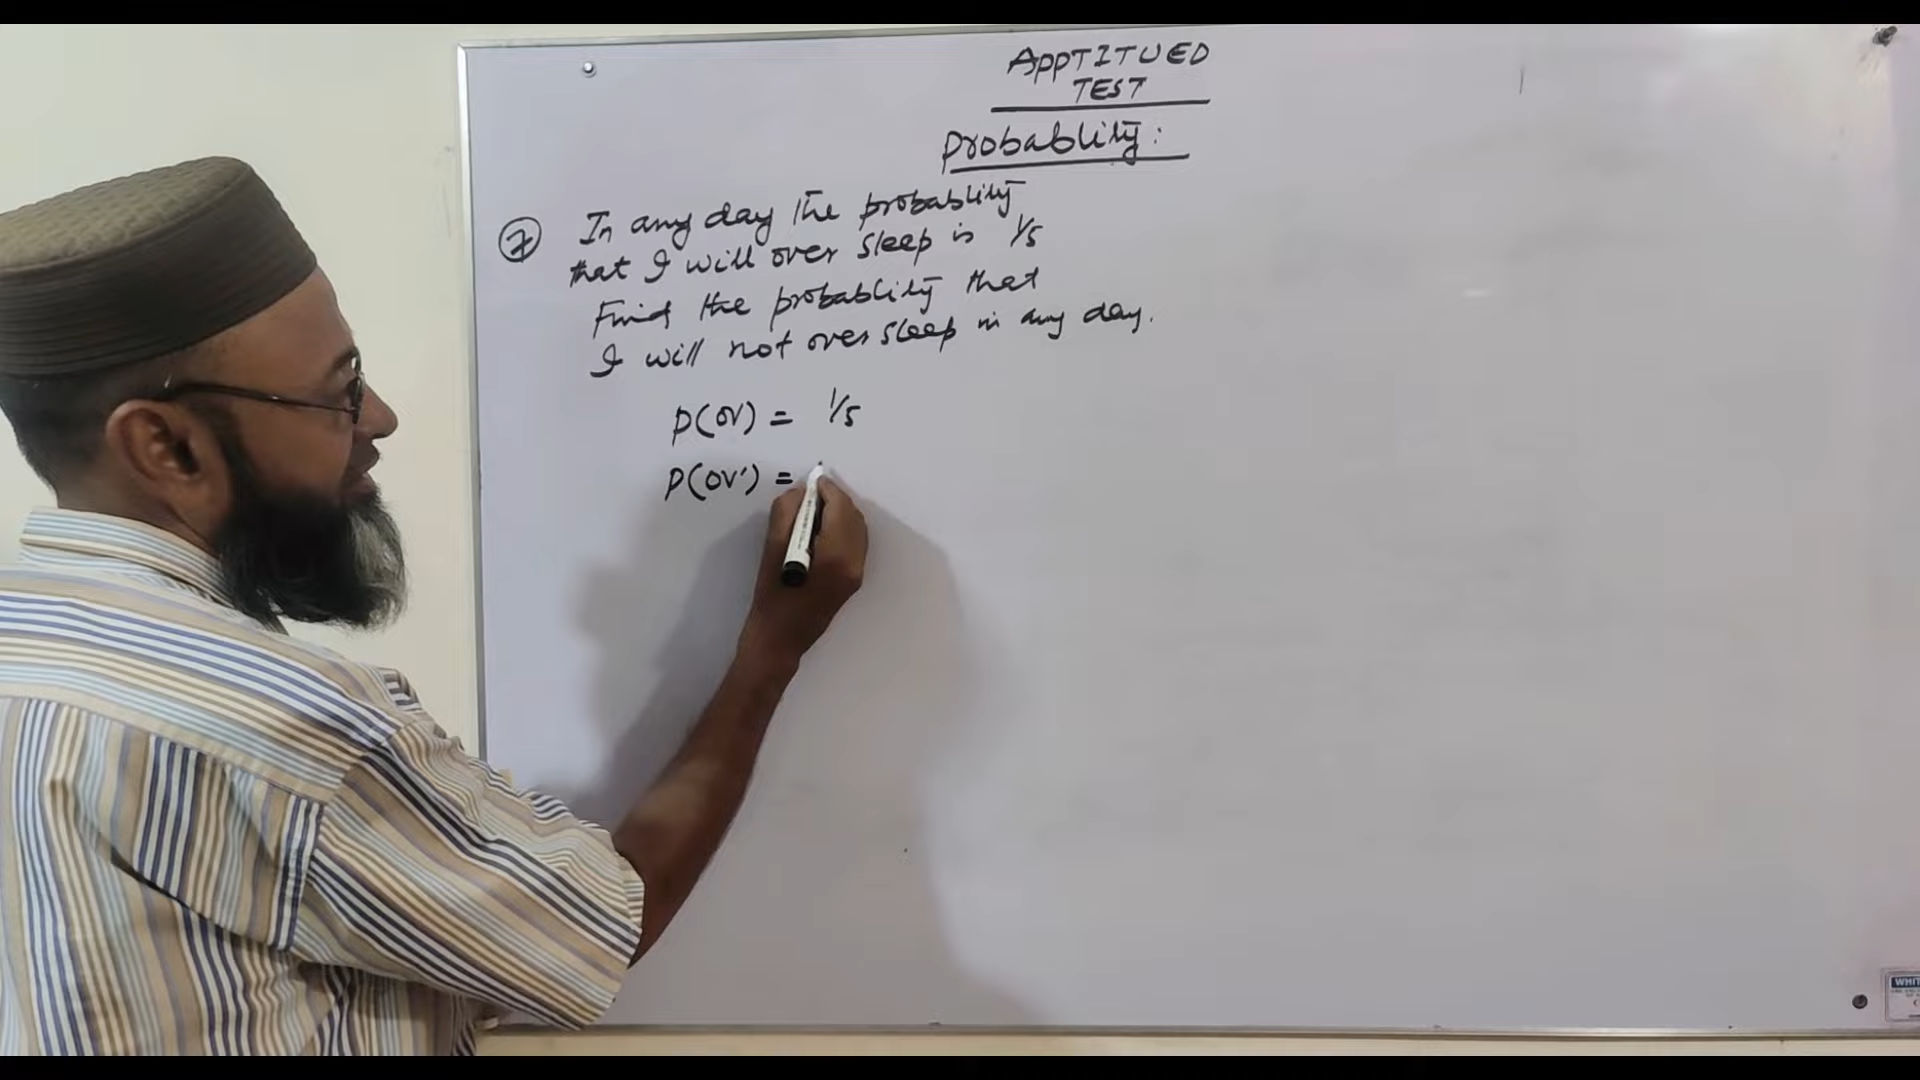 APPTITUED
TEST
Probablity:
7 In any day the probablity
that I will over sleep is 1/5
Find the probablity that
I will not over sleep in any day.
P(OV) = 1/5
P(OV') =
WHIT